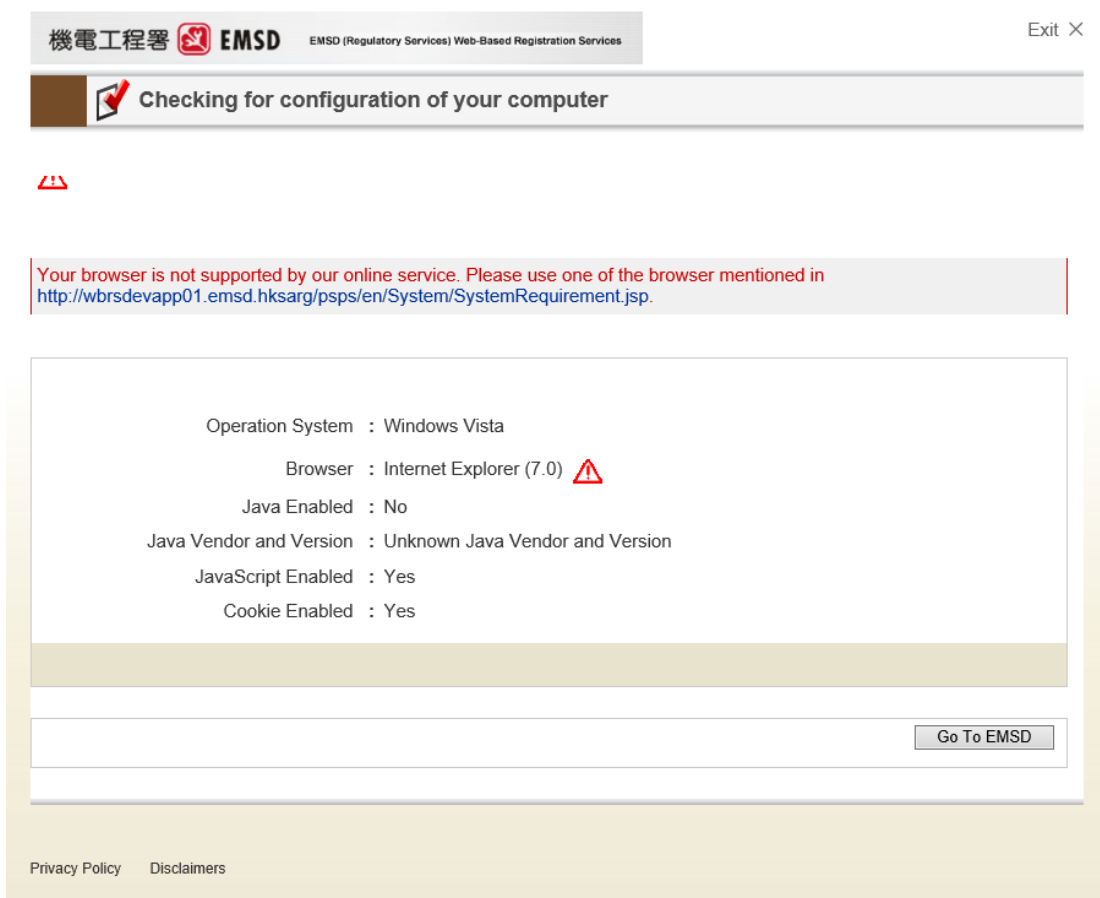 機電工程署 EMSD EMSD (Regulatory Services) Web-Based Registration Services
Exit ×
Checking for configuration of your computer
Your browser is not supported by our online service. Please use one of the browser mentioned in
http://wbrsdevapp01.emsd.hksarg/psps/en/System/SystemRequirement.jsp.
Operation System : Windows Vista
Browser : Internet Explorer (7.0)
Java Enabled : No
Java Vendor and Version : Unknown Java Vendor and Version
JavaScript Enabled : Yes
Cookie Enabled : Yes
Go To EMSD
Privacy Policy Disclaimers